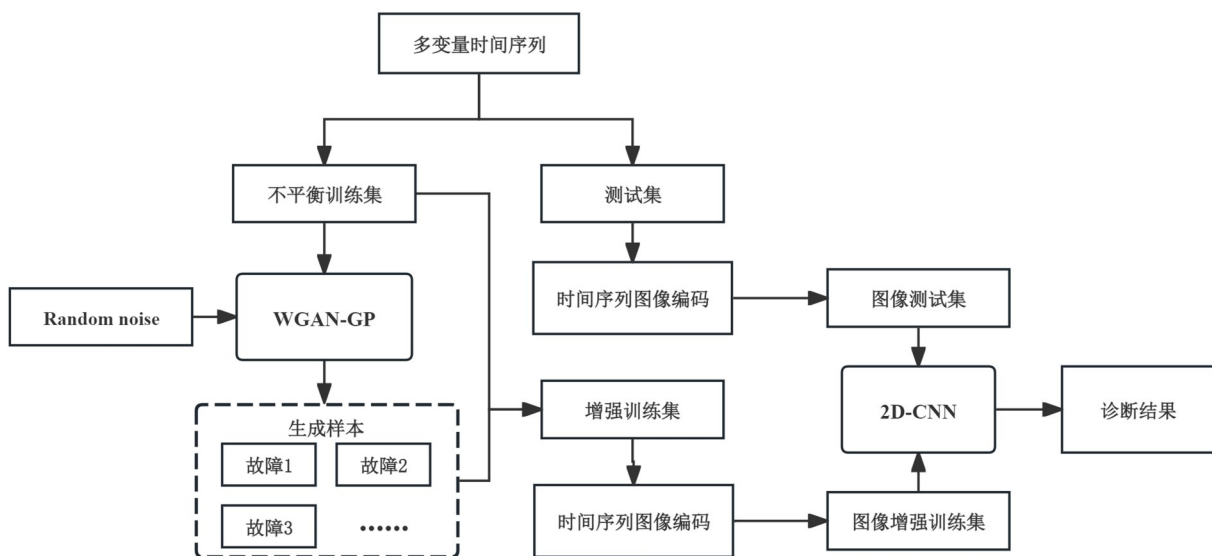 多变量时间序列
不平衡训练集
测试集
时间序列图像编码
图像测试集
Random noise
WGAN-GP
生成样本
故障1
故障2
故障3
······
增强训练集
2D-CNN
诊断结果
时间序列图像编码
图像增强训练集